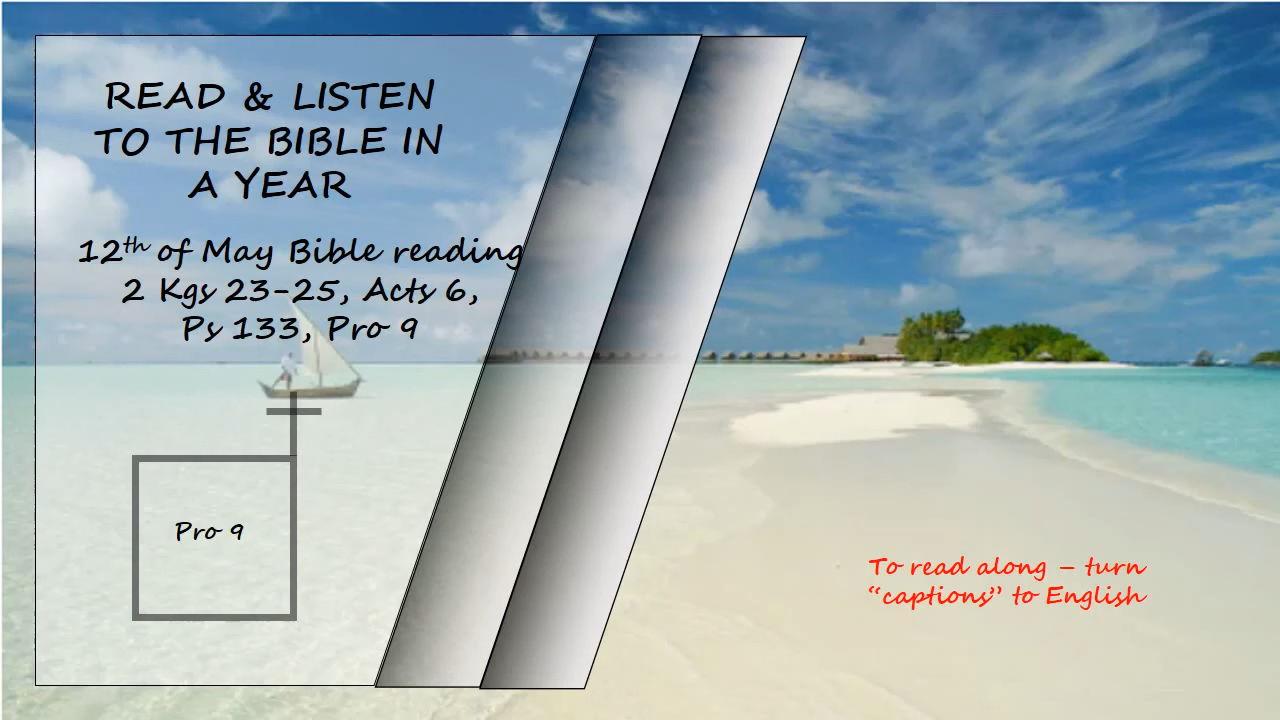 READ & LISTEN
TO THE BIBLE IN
A YEAR
12th of May Bible reading
2 Kgs 23-25, Acts 6,
Ps 133, Pro 9
Pro 9
To read along – turn
“captions” to English